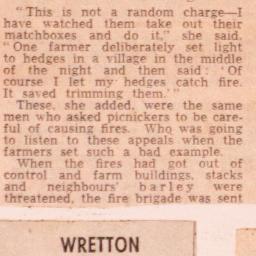 "This is not a random charge—I
have watched them take out their
matchboxes and do it," she said.
"One farmer deliberately set light
to hedges in a village in the middle
of the night and then said: 'Of
course I let my hedges catch fire.
It saved trimming them.'"
These, she added, were the same
men who asked picnickers to be care-
ful of causing fires. Who was going
to listen to these appeals when the
farmers set such a bad example.
When the fires had got out of
control and farm buildings, stacks
and neighbours' barley were
threatened, the fire brigade was sent
WRETTON